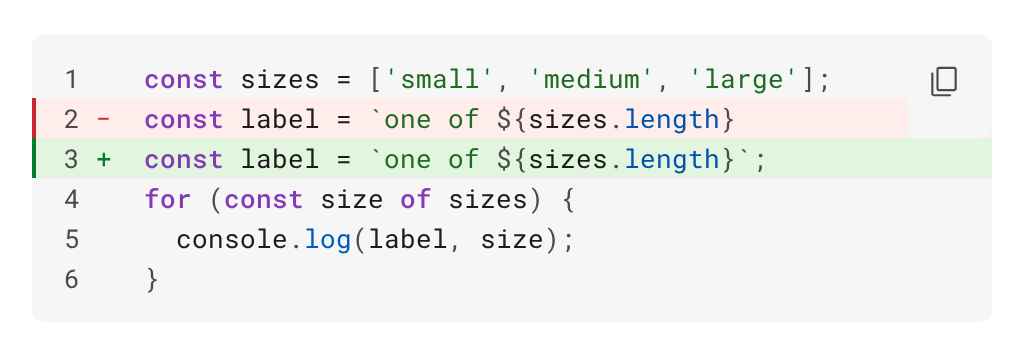 1 const sizes = ['small', 'medium', 'large'];
2 - const label = `one of ${sizes.length}
3 + const label = `one of ${sizes.length}`;
4 for (const size of sizes) {
5   console.log(label, size);
6 }